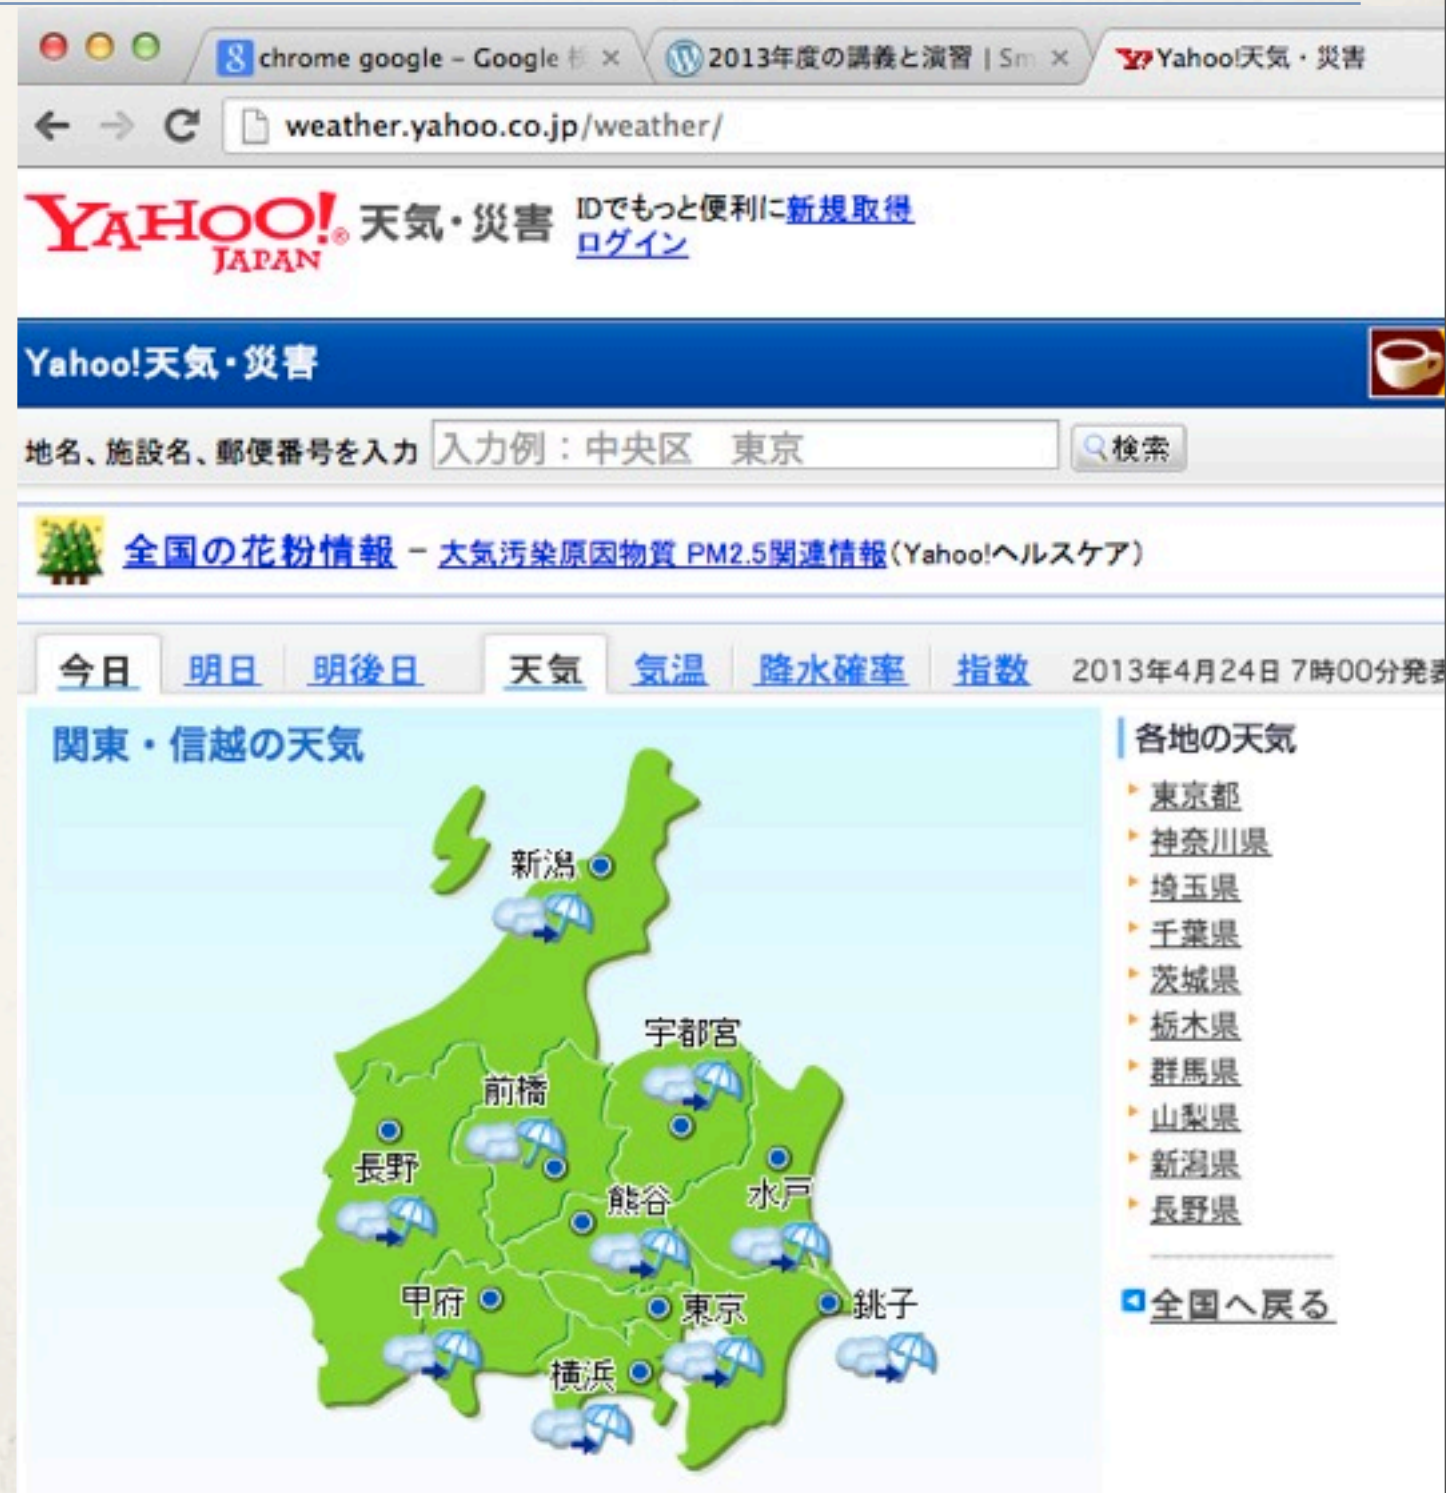 chrome google – Google 検
2013年度の講義と演習 | Sm
Yahoo!天気・災害
weather.yahoo.co.jp/weather/
YAHOO! JAPAN 天気・災害
IDでもっと便利に新規取得
ログイン
Yahoo!天気・災害
地名、施設名、郵便番号を入力 入力例：中央区 東京 検索
全国の花粉情報 - 大気汚染原因物質 PM2.5関連情報(Yahoo!ヘルスケア)
今日 明日 明後日 天気 気温 降水確率 指数 2013年4月24日 7時00分発表
関東・信越の天気
新潟
宇都宮
前橋
長野
熊谷
水戸
甲府
東京
銚子
横浜
各地の天気
東京都
神奈川県
埼玉県
千葉県
茨城県
栃木県
群馬県
山梨県
新潟県
長野県
全国へ戻る